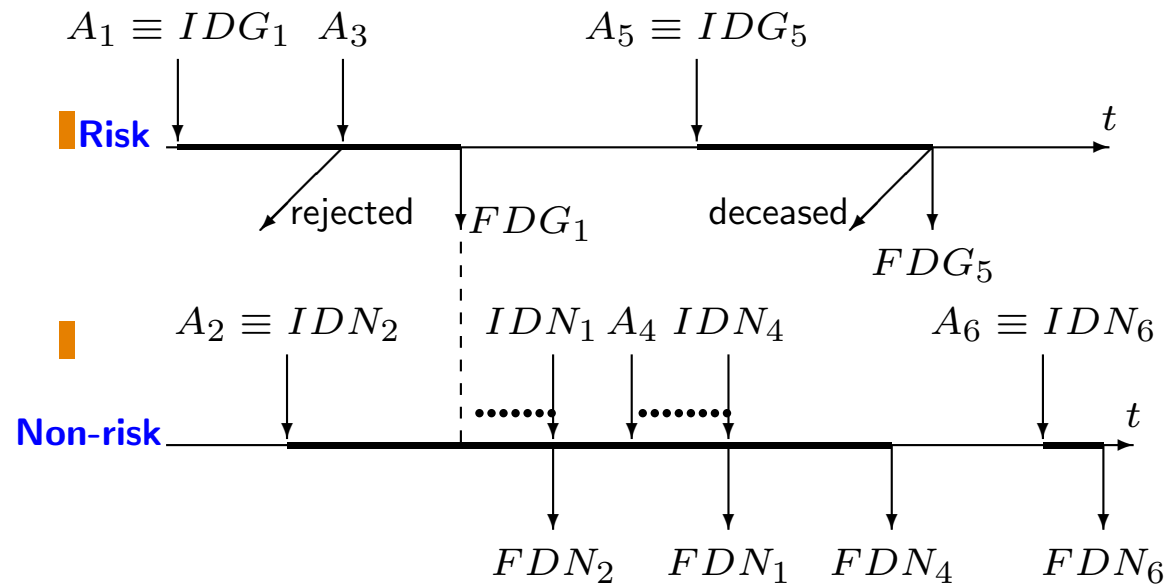 A₁ ≡ IDG₁ A₃ A₅ ≡ IDG₅
Risk t
rejected FDG₁ deceased
FDG₅
A₂ ≡ IDN₂ IDN₁ A₄ IDN₄ A₆ ≡ IDN₆
Non-risk t
FDN₂ FDN₁ FDN₄ FDN₆